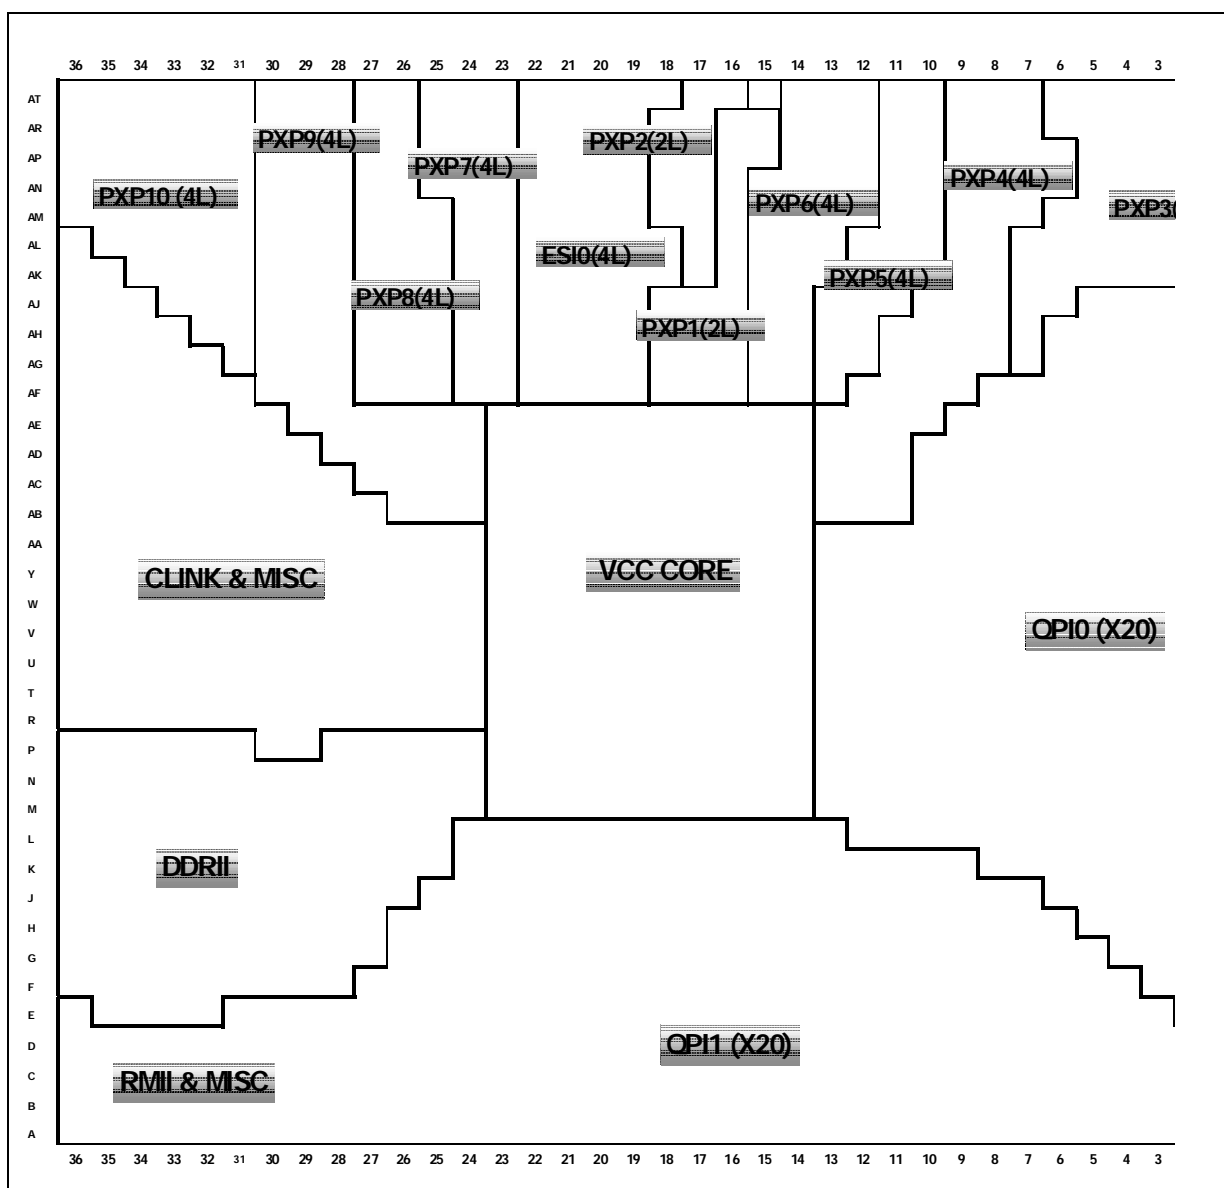 36 35 34 33 32 31 30 29 28 27 26 25 24 23 22 21 20 19 18 17 16 15 14 13 12 11 10 9 8 7 6 5 4 3
AT
AR
PXP9(4L) PXP2(2L)
AP
PXP7(4L) PXP4(4L)
AN
PXP10 (4L) PXP6(4L) PXP3(
AM
AL
ESI0(4L)
AK
PXP5(4L)
AJ
PXP8(4L)
AH
PXP1(2L)
AG
AF
AE
AD
AC
AB
AA
Y
CLINK & MISC VCC CORE
W
V
QPI0 (X20)
U
T
R
P
N
M
L
K
DDRII
J
H
G
F
E
D
QPI1 (X20)
C
RMII & MISC
B
A
36 35 34 33 32 31 30 29 28 27 26 25 24 23 22 21 20 19 18 17 16 15 14 13 12 11 10 9 8 7 6 5 4 3